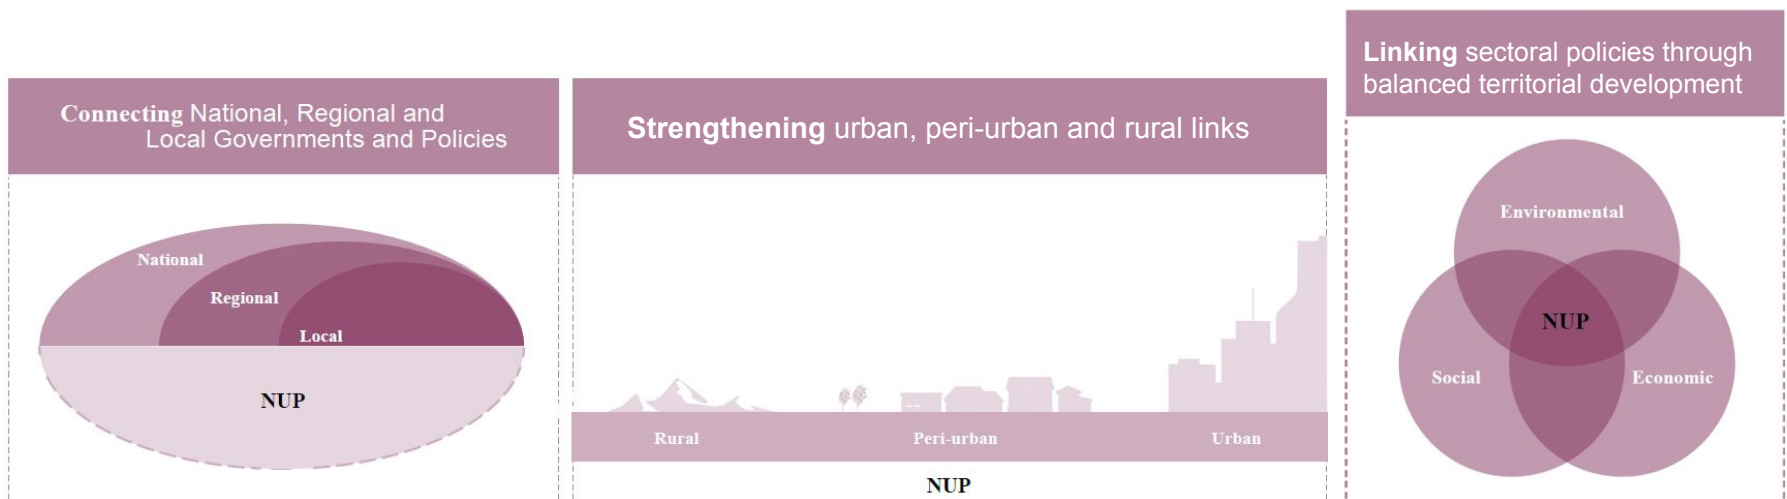 Connecting National, Regional and
Local Governments and Policies
National
Regional
Local
NUP
Strengthening urban, peri-urban and rural links
Rural
Peri-urban
Urban
NUP
Linking sectoral policies through
balanced territorial development
Environmental
NUP
Social
Economic